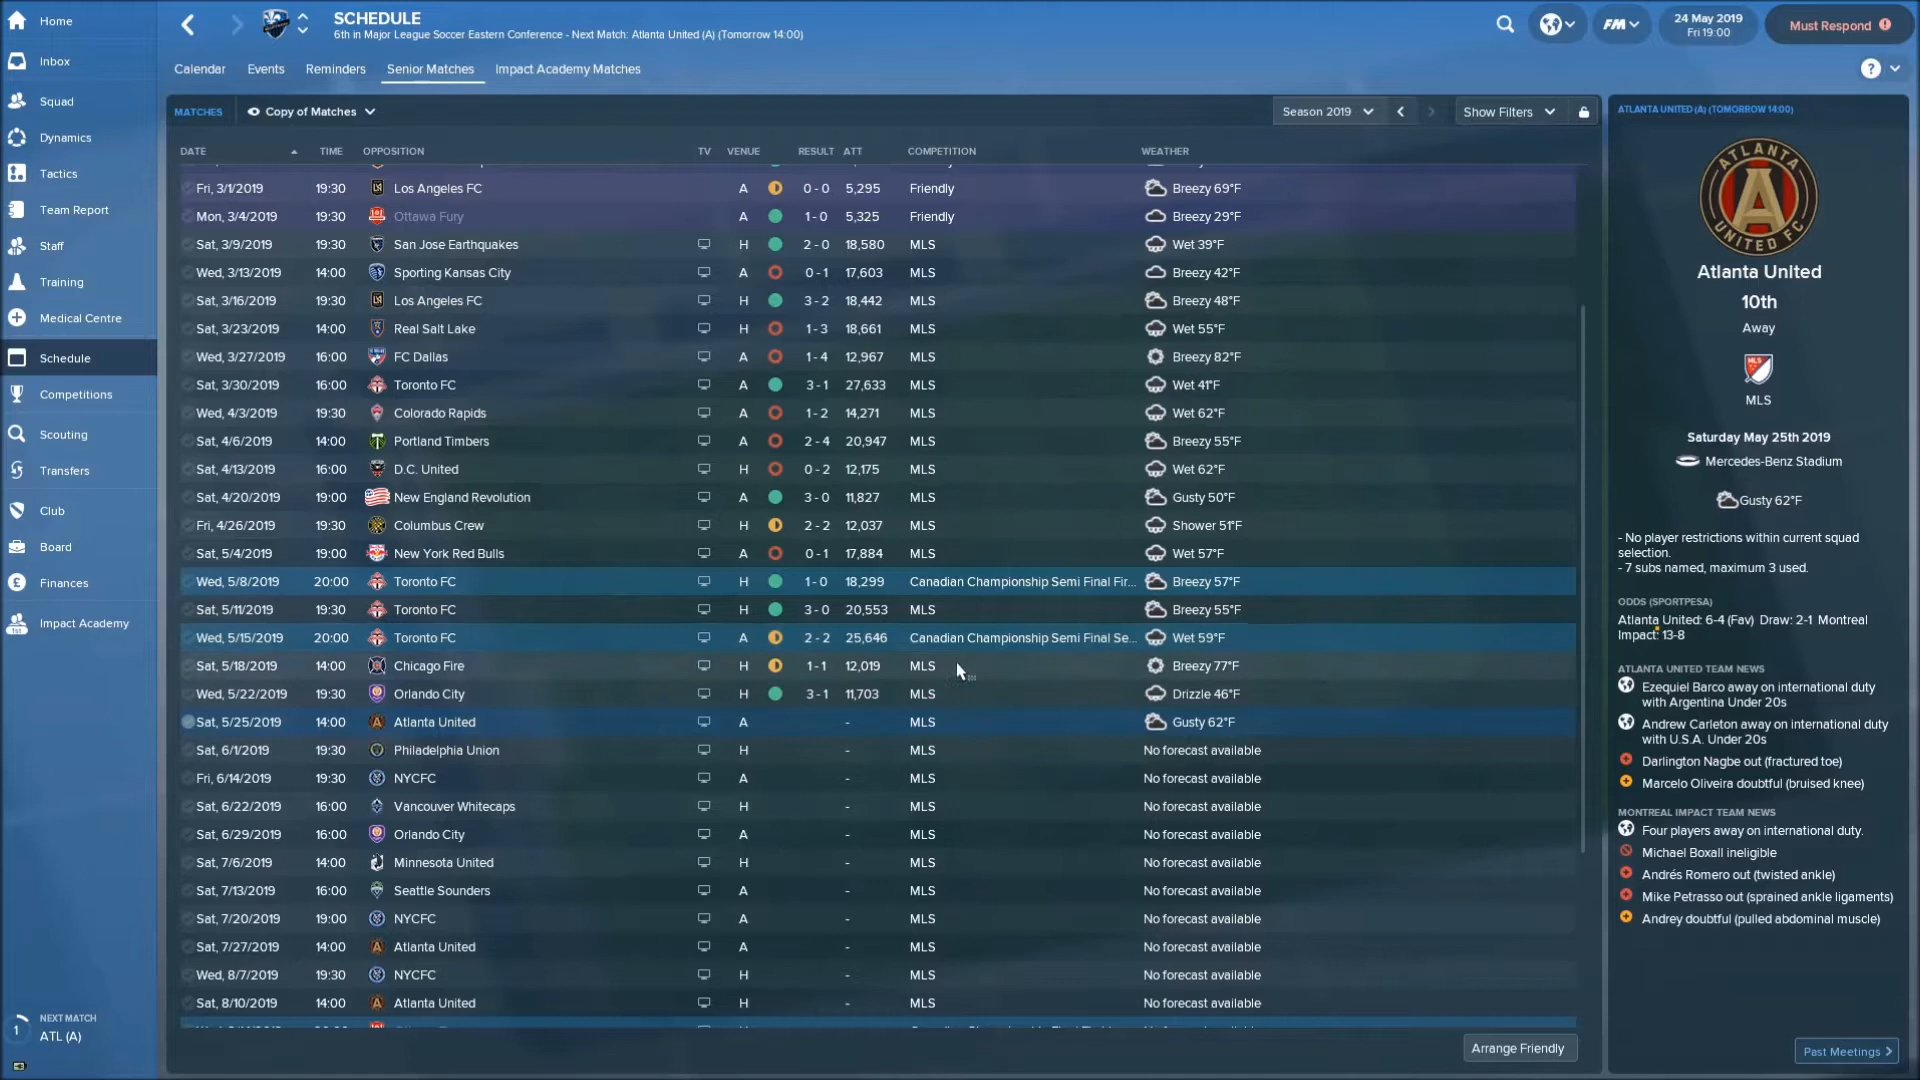 Home
Inbox
Squad
Dynamics
Tactics
Team Report
Staff
Training
Medical Centre
Schedule
Competitions
Scouting
Transfers
Club
Board
Finances
1st
Impact Academy
1
NEXT MATCH
ATL (A)
SCHEDULE
6th in Major League Soccer Eastern Conference - Next Match: Atlanta United (A) (Tomorrow 14:00)
FM
24 May 2019
Fri 19:00
Must Respond
Calendar Events Reminders Senior Matches Impact Academy Matches
?
MATCHES Copy of Matches Season 2019 Show Filters
DATE TIME OPPOSITION TV VENUE RESULT ATT COMPETITION WEATHER
Fri, 3/1/2019 19:30 Los Angeles FC A 0 - 0 5,295 Friendly Breezy 69°F
Mon, 3/4/2019 19:30 Ottawa Fury A 1 - 0 5,325 Friendly Breezy 29°F
Sat, 3/9/2019 19:30 San Jose Earthquakes H 2 - 0 18,580 MLS Wet 39°F
Wed, 3/13/2019 14:00 Sporting Kansas City A 0 - 1 17,603 MLS Breezy 42°F
Sat, 3/16/2019 19:30 Los Angeles FC H 3 - 2 18,442 MLS Breezy 48°F
Sat, 3/23/2019 14:00 Real Salt Lake H 1 - 3 18,661 MLS Wet 55°F
Wed, 3/27/2019 16:00 FC Dallas A 1 - 4 12,967 MLS Breezy 82°F
Sat, 3/30/2019 16:00 Toronto FC A 3 - 1 27,633 MLS Wet 41°F
Wed, 4/3/2019 19:30 Colorado Rapids A 1 - 2 14,271 MLS Wet 62°F
Sat, 4/6/2019 14:00 Portland Timbers A 2 - 4 20,947 MLS Breezy 55°F
Sat, 4/13/2019 16:00 D.C. United H 0 - 2 12,175 MLS Wet 62°F
Sat, 4/20/2019 19:00 New England Revolution A 3 - 0 11,827 MLS Gusty 50°F
Fri, 4/26/2019 19:30 Columbus Crew H 2 - 2 12,037 MLS Shower 51°F
Sat, 5/4/2019 19:00 New York Red Bulls A 0 - 1 17,884 MLS Wet 57°F
Wed, 5/8/2019 20:00 Toronto FC H 1 - 0 18,299 Canadian Championship Semi Final Fir... Breezy 57°F
Sat, 5/11/2019 19:30 Toronto FC H 3 - 0 20,553 MLS Breezy 55°F
Wed, 5/15/2019 20:00 Toronto FC A 2 - 2 25,646 Canadian Championship Semi Final Se... Wet 59°F
Sat, 5/18/2019 14:00 Chicago Fire H 1 - 1 12,019 MLS Breezy 77°F
Wed, 5/22/2019 19:30 Orlando City H 3 - 1 11,703 MLS Drizzle 46°F
Sat, 5/25/2019 14:00 Atlanta United A - MLS Gusty 62°F
Sat, 6/1/2019 19:30 Philadelphia Union H - MLS No forecast available
Fri, 6/14/2019 19:30 NYCFC A - MLS No forecast available
Sat, 6/22/2019 16:00 Vancouver Whitecaps H - MLS No forecast available
Sat, 6/29/2019 16:00 Orlando City A - MLS No forecast available
Sat, 7/6/2019 14:00 Minnesota United H - MLS No forecast available
Sat, 7/13/2019 16:00 Seattle Sounders A - MLS No forecast available
Sat, 7/20/2019 19:00 NYCFC A - MLS No forecast available
Sat, 7/27/2019 14:00 Atlanta United A - MLS No forecast available
Wed, 8/7/2019 19:30 NYCFC H - MLS No forecast available
Sat, 8/10/2019 14:00 Atlanta United H - MLS No forecast available
Arrange Friendly
ATLANTA UNITED (A) (TOMORROW 14:00)
ATLANTA
A
UNITED FC
Atlanta United
10th
Away
MLS
MLS
Saturday May 25th 2019
Mercedes-Benz Stadium
Gusty 62°F
- No player restrictions within current squad
selection.
- 7 subs named, maximum 3 used.
ODDS (SPORTPESA)
Atlanta United: 6-4 (Fav) Draw: 2-1 Montreal
Impact: 13-8
ATLANTA UNITED TEAM NEWS
Ezequiel Barco away on international duty
with Argentina Under 20s
Andrew Carleton away on international duty
with U.S.A. Under 20s
Darlington Nagbe out (fractured toe)
Marcelo Oliveira doubtful (bruised knee)
MONTREAL IMPACT TEAM NEWS
Four players away on international duty.
Michael Boxall ineligible
Andrés Romero out (twisted ankle)
Mike Petrasso out (sprained ankle ligaments)
Andrey doubtful (pulled abdominal muscle)
Past Meetings